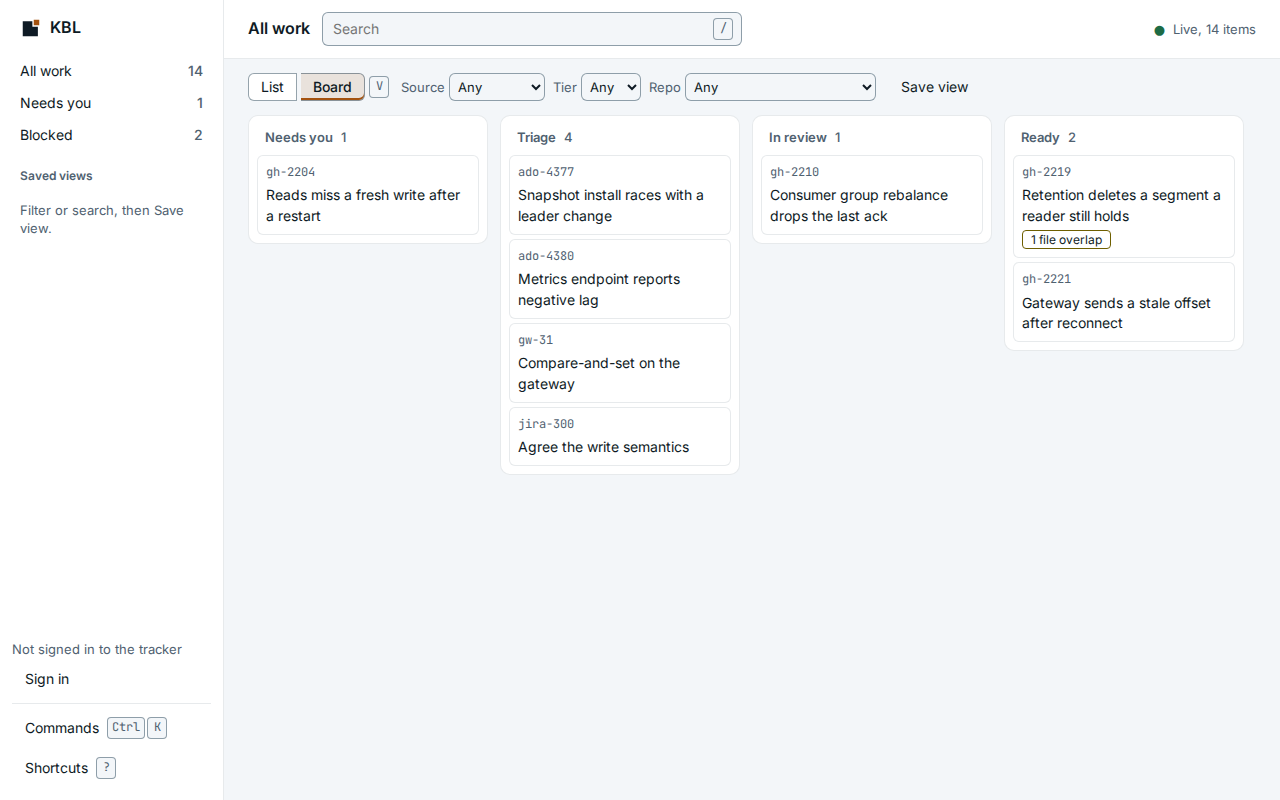 KBL
All work 14
Needs you 1
Blocked 2
Saved views
Filter or search, then Save
view.
Not signed in to the tracker
Sign in
Commands Ctrl K
Shortcuts ?
All work
Search /
Live, 14 items
List Board V Source Any Tier Any Repo Any Save view
Needs you 1
gh-2204
Reads miss a fresh write after
a restart
Triage 4
ado-4377
Snapshot install races with a
leader change
ado-4380
Metrics endpoint reports
negative lag
gw-31
Compare-and-set on the
gateway
jira-300
Agree the write semantics
In review 1
gh-2210
Consumer group rebalance
drops the last ack
Ready 2
gh-2219
Retention deletes a segment a
reader still holds
1 file overlap
gh-2221
Gateway sends a stale offset
after reconnect